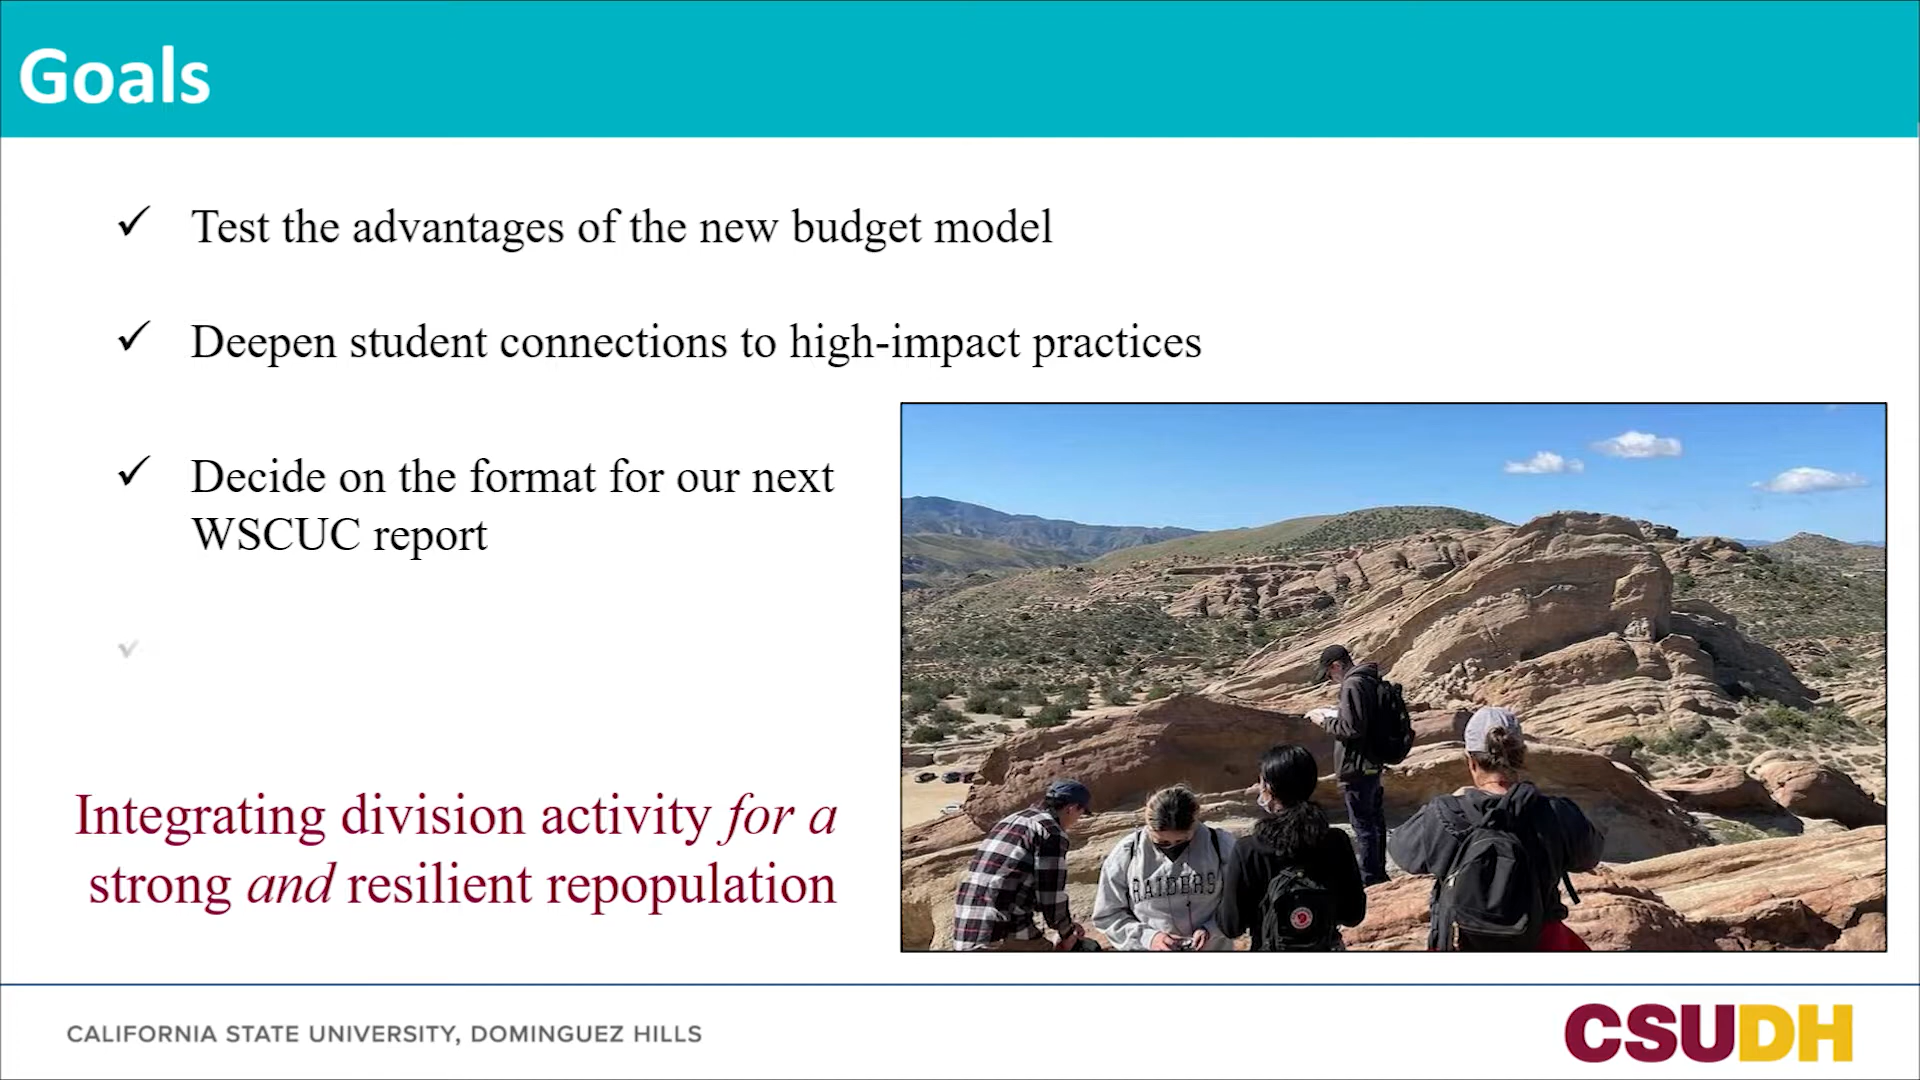 Goals
✓ Test the advantages of the new budget model
✓ Deepen student connections to high-impact practices
✓ Decide on the format for our next
WSCUC report
✓
Integrating division activity for a
strong and resilient repopulation
RAIDERS
CALIFORNIA STATE UNIVERSITY, DOMINGUEZ HILLS
CSUDH